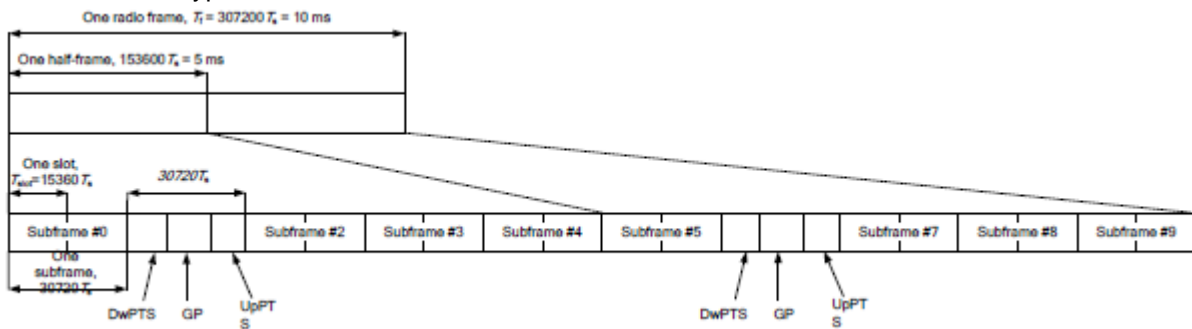 One radio frame, Tf = 307200 Ts = 10 ms
One half-frame, 153600 Ts = 5 ms
One slot,
Tslot=15360 Ts
30720Ts
Subframe #0
Subframe #2
Subframe #3
Subframe #4
Subframe #5
Subframe #7
Subframe #8
Subframe #9
One
subframe,
30720 Ts
DwPTS
GP
UpPT
S
DwPTS
GP
UpPT
S